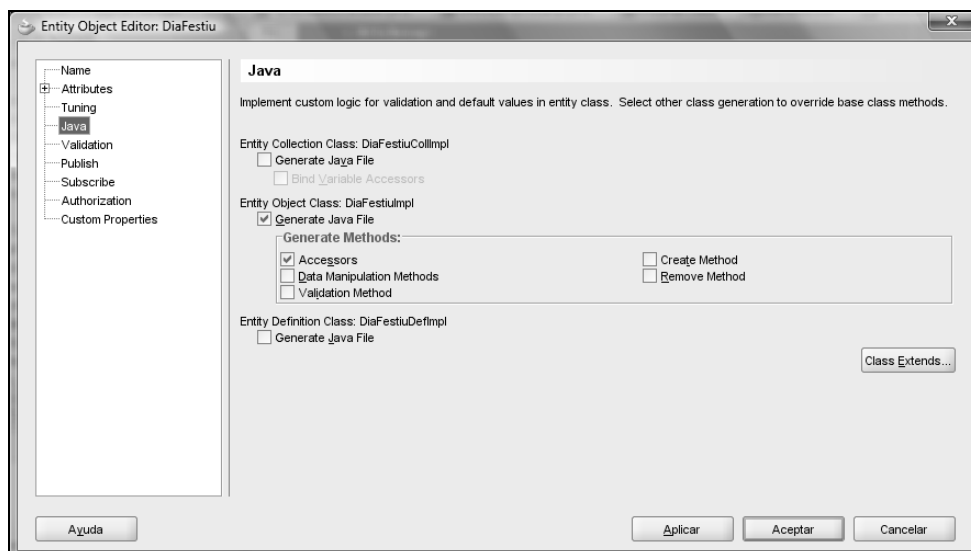 Entity Object Editor: DiaFestiu
Name
Attributes
Tuning
Java
Validation
Publish
Subscribe
Authorization
Custom Properties
Java
Implement custom logic for validation and default values in entity class. Select other class generation to override base class methods.
Entity Collection Class: DiaFestiuCollImpl
Generate Java File
Bind Variable Accessors
Entity Object Class: DiaFestiuImpl
Generate Java File
Generate Methods:
Accessors
Create Method
Data Manipulation Methods
Remove Method
Validation Method
Entity Definition Class: DiaFestiuDefImpl
Generate Java File
Class Extends...
Ayuda
Aplicar
Aceptar
Cancelar